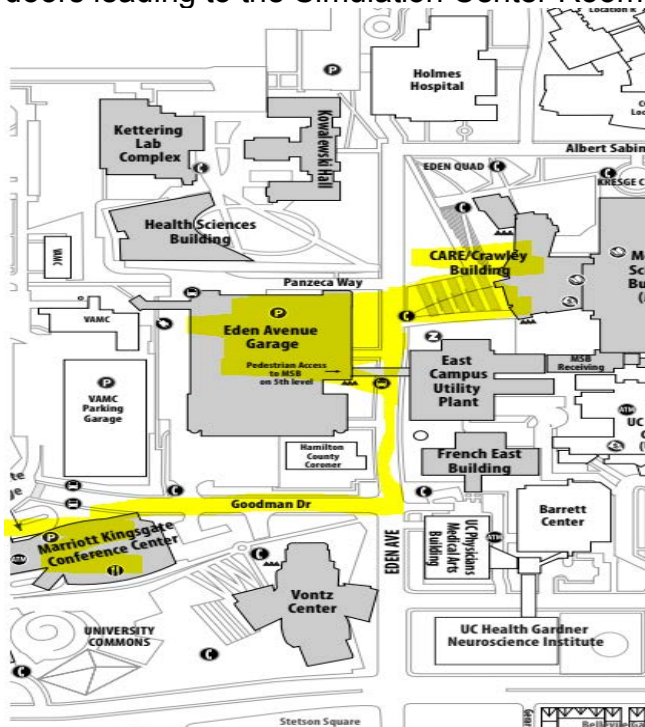 doors leading to the Simulation Center Room
Holmes
Hospital
Kettering
Lab
Complex
Kowalewski Hall
Albert Sabin
EDEN QUAD
KRESGE C
Health Sciences
Building
VAMC
CARE/Crawley
Building
Panzeca Way
VAMC
Eden Avenue
Garage
Pedestrian Access
to MSB
on 5th level
East
Campus
Utility
Plant
MSB
Receiving
VAMC
Parking
Garage
ATM
UC
Hamilton
County
Coroner
French East
Building
Goodman Dr
Marriott Kingsgate
Conference Center
ATM
EDEN AVE
UC Physicians
Medical Arts
Building
ATM
Barrett
Center
Vontz
Center
UNIVERSITY
COMMONS
UC Health Gardner
Neuroscience Institute
Stetson Square